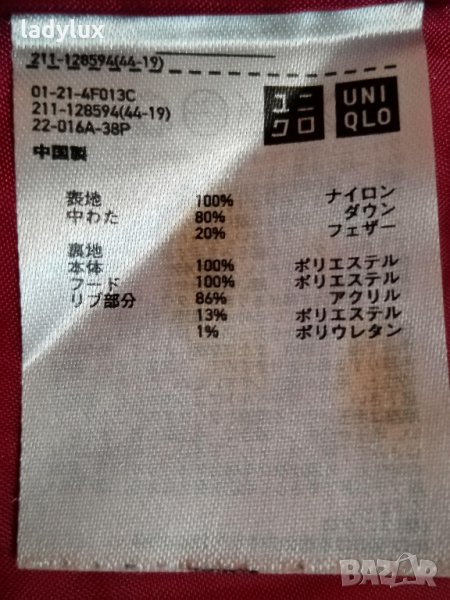 ladylux
211-128594(44-19)
01-21-4F013C
211-128594(44-19)
22-016A-38P
中国製
ユニ
クロ
UNI
QLO
表地 100% ナイロン
中わた 80% ダウン
20% フェザー
裏地
本体 100% ポリエステル
フード 100% ポリエステル
リブ部分 86% アクリル
13% ポリエステル
1% ポリウレタン
BAZAR